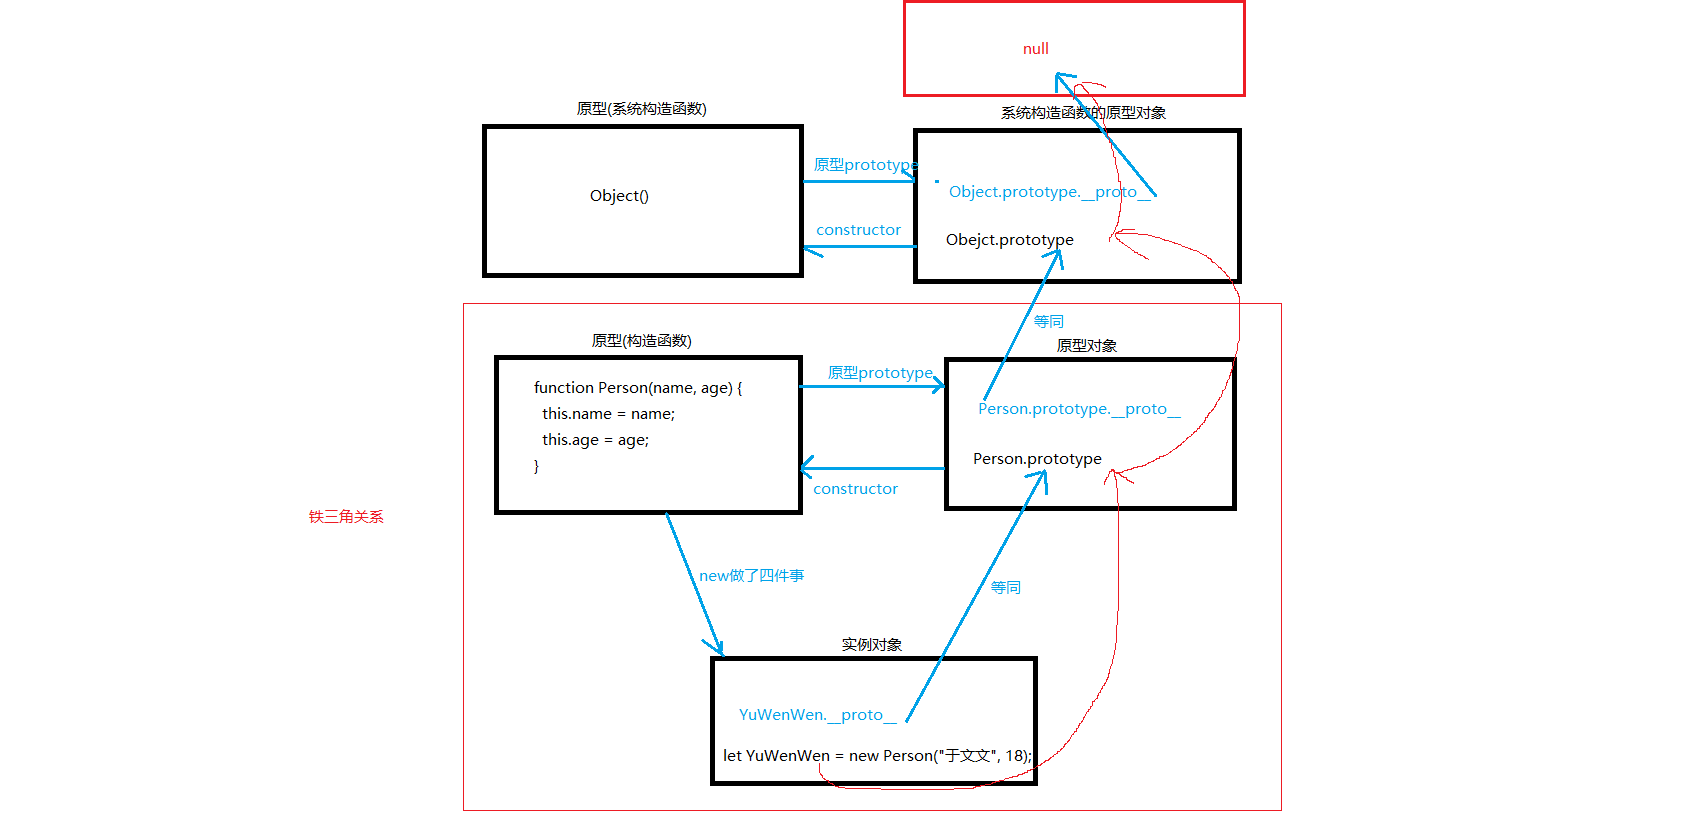 null
原型(系统构造函数)
系统构造函数的原型对象
Object()
原型prototype
constructor
Object.prototype.__proto__
Obejct.prototype
等同
原型(构造函数)
原型对象
function Person(name, age) {
this.name = name;
this.age = age;
}
原型prototype
constructor
Person.prototype.__proto__
Person.prototype
铁三角关系
new做了四件事
等同
实例对象
YuWenWen.__proto__
let YuWenWen = new Person("于文文", 18);